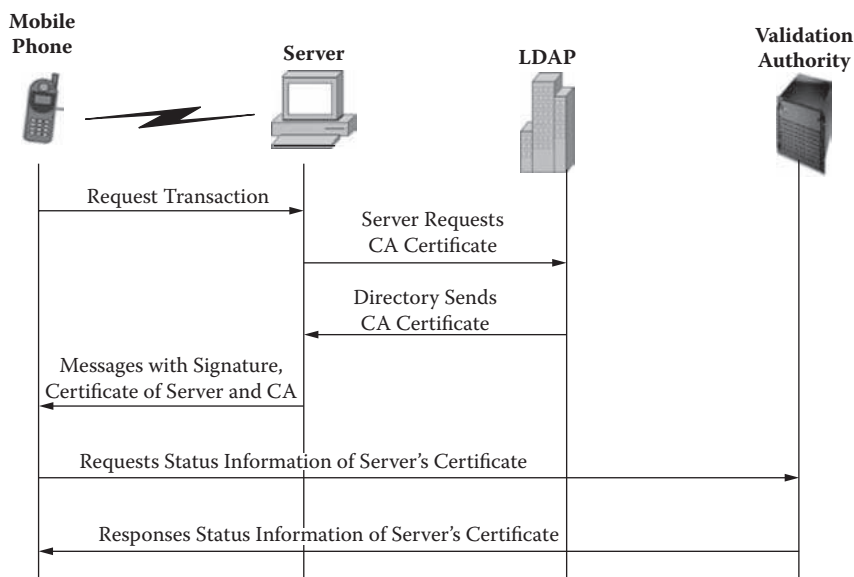 Mobile
Phone
Server
LDAP
Validation
Authority
Request Transaction
Server Requests
CA Certificate
Directory Sends
CA Certificate
Messages with Signature,
Certificate of Server and CA
Requests Status Information of Server's Certificate
Responses Status Information of Server's Certificate